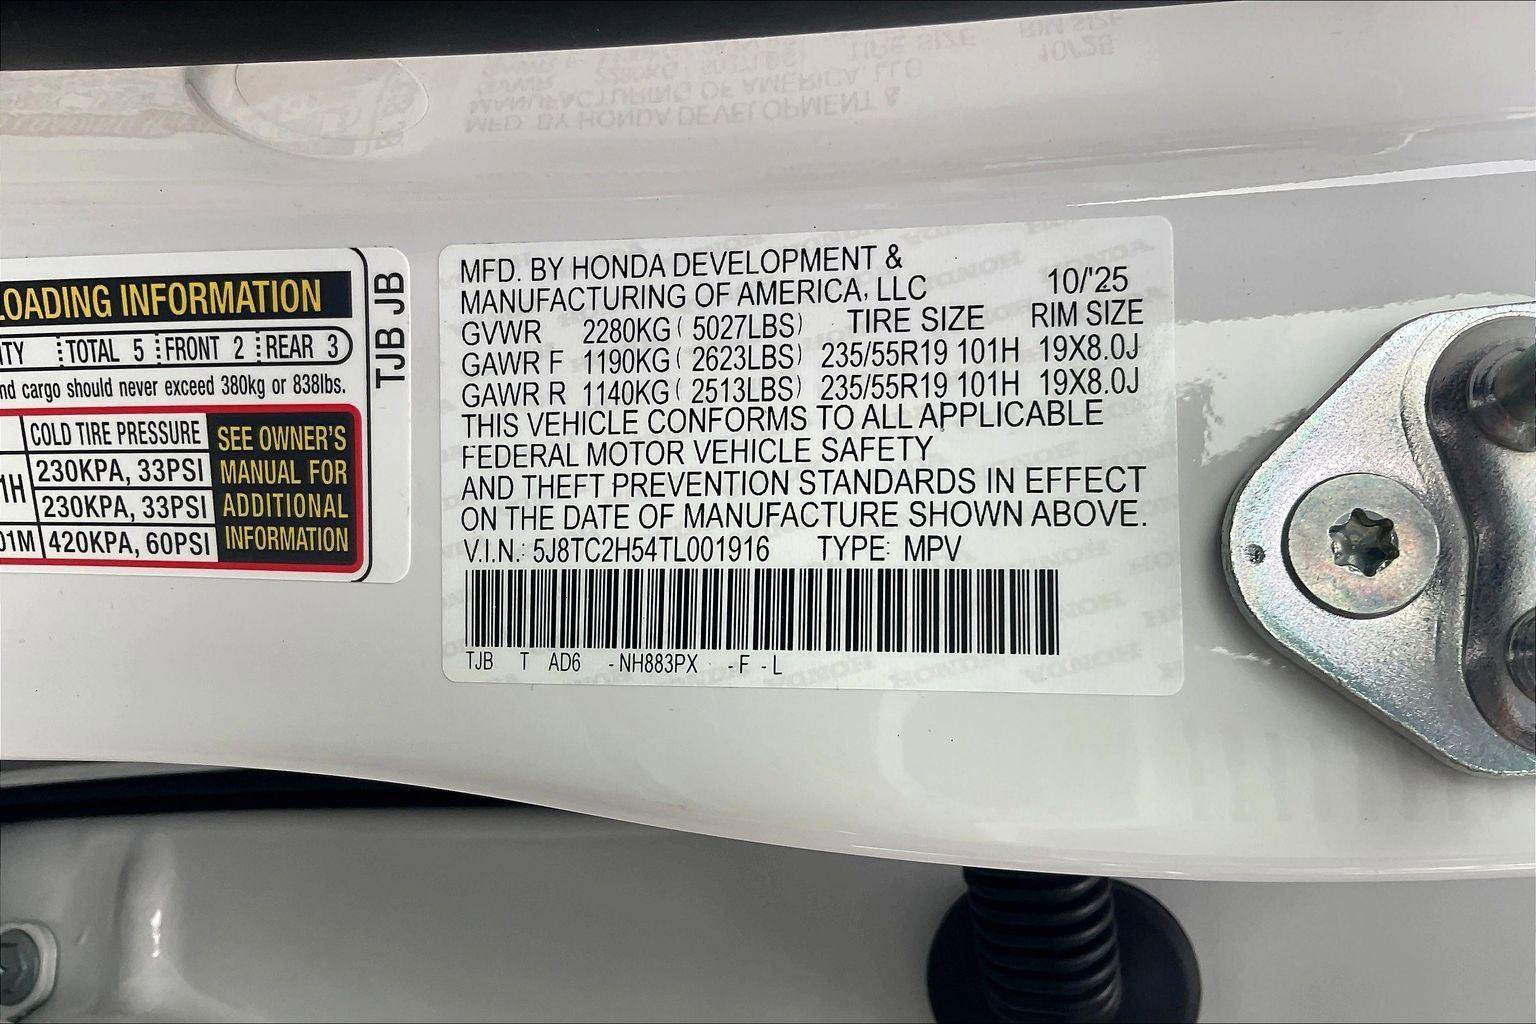 LOADING INFORMATION
TOTAL 5 FRONT 2 REAR 3
cargo should never exceed 380kg or 838lbs.
COLD TIRE PRESSURE
230KPA, 33PSI
230KPA, 33PSI
420KPA, 60PSI
SEE OWNER'S
MANUAL FOR
ADDITIONAL
INFORMATION
TJB JB
MFD. BY HONDA DEVELOPMENT &
MANUFACTURING OF AMERICA, LLC 10/'25
GVWR 2280KG ( 5027LBS) TIRE SIZE RIM SIZE
GAWR F 1190KG ( 2623LBS) 235/55R19 101H 19X8.0J
GAWR R 1140KG ( 2513LBS) 235/55R19 101H 19X8.0J
THIS VEHICLE CONFORMS TO ALL APPLICABLE
FEDERAL MOTOR VEHICLE SAFETY
AND THEFT PREVENTION STANDARDS IN EFFECT
ON THE DATE OF MANUFACTURE SHOWN ABOVE.
V.I.N.: 5J8TC2H54TL001916 TYPE: MPV
TJB T AD6 -NH883PX -F -L